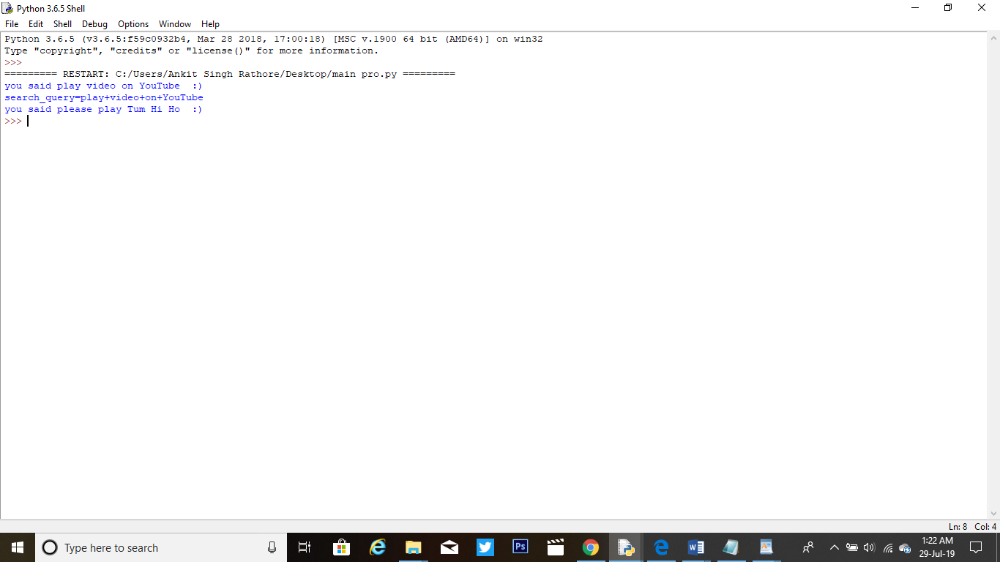 Python 3.6.5 Shell
File Edit Shell Debug Options Window Help
Python 3.6.5 (v3.6.5:f59c0932b4, Mar 28 2018, 17:00:18) [MSC v.1900 64 bit (AMD64)] on win32
Type "copyright", "credits" or "license()" for more information.
>>>
========= RESTART: C:/Users/Ankit Singh Rathore/Desktop/main pro.py =========
you said play video on YouTube  :)
search_query=play+video+on+YouTube
you said please play Tum Hi Ho  :)
>>>
Ln: 8 Col: 4
Type here to search
Ps
1:22 AM
29-Jul-19